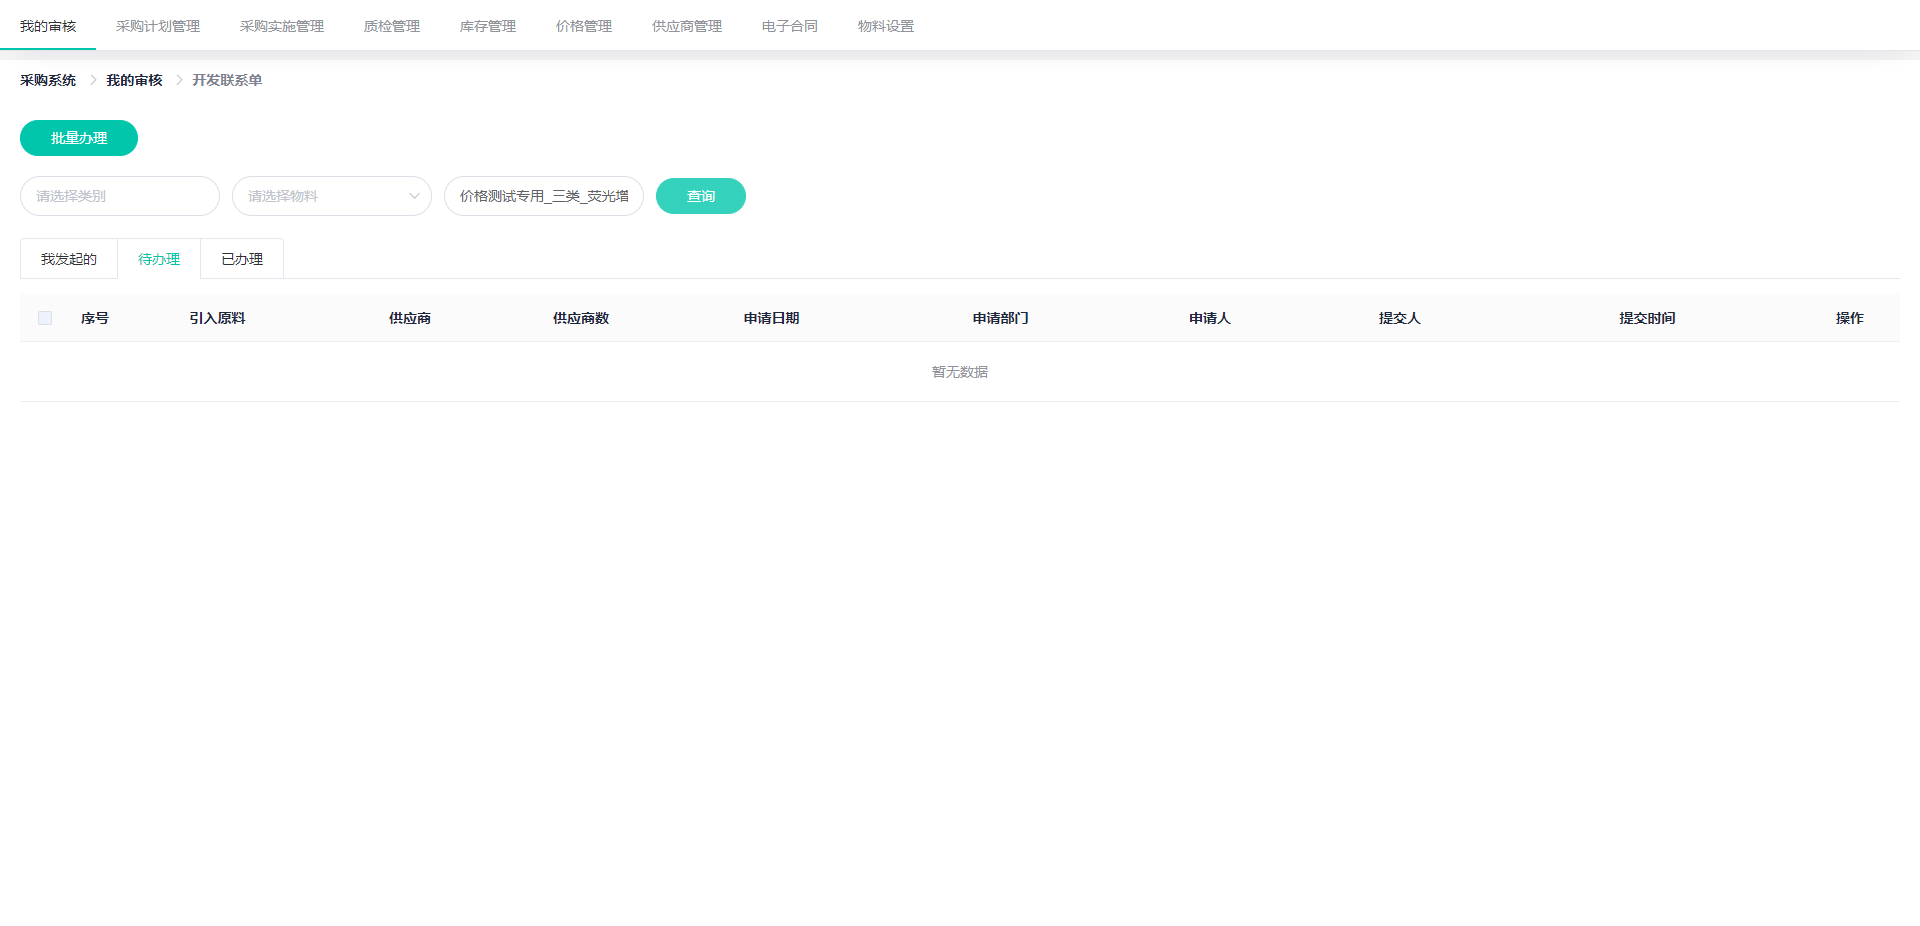 我的审核 采购计划管理 采购实施管理 质检管理 库存管理 价格管理 供应商管理 电子合同 物料设置
采购系统 我的审核 开发联系单
批量办理
请选择类别 请选择物料 价格测试专用_三类_荧光增 查询
我发起的 待办理 已办理
序号 引入原料 供应商 供应商数 申请日期 申请部门 申请人 提交人 提交时间 操作
暂无数据